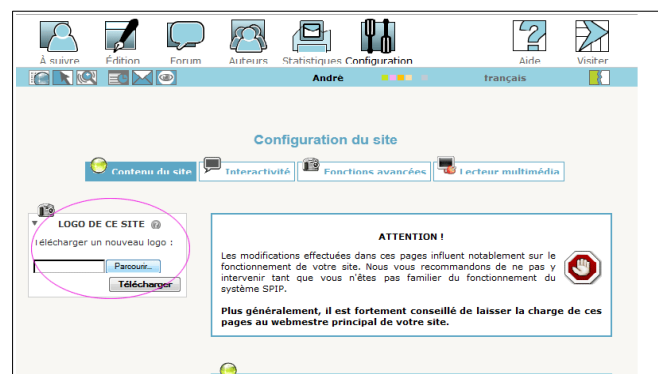 À suivre Édition Forum Auteurs Statistiques Configuration Aide Visiter
André français
Configuration du site
Contenu du site Interactivité Fonctions avancées Lecteur multimédia
LOGO DE CE SITE
Télécharger un nouveau logo :
Parcourir...
Télécharger
ATTENTION !
Les modifications effectuées dans ces pages influent notablement sur le
fonctionnement de votre site. Nous vous recommandons de ne pas y
intervenir tant que vous n'êtes pas familier du fonctionnement du
système SPIP.
Plus généralement, il est fortement conseillé de laisser la charge de ces
pages au webmestre principal de votre site.